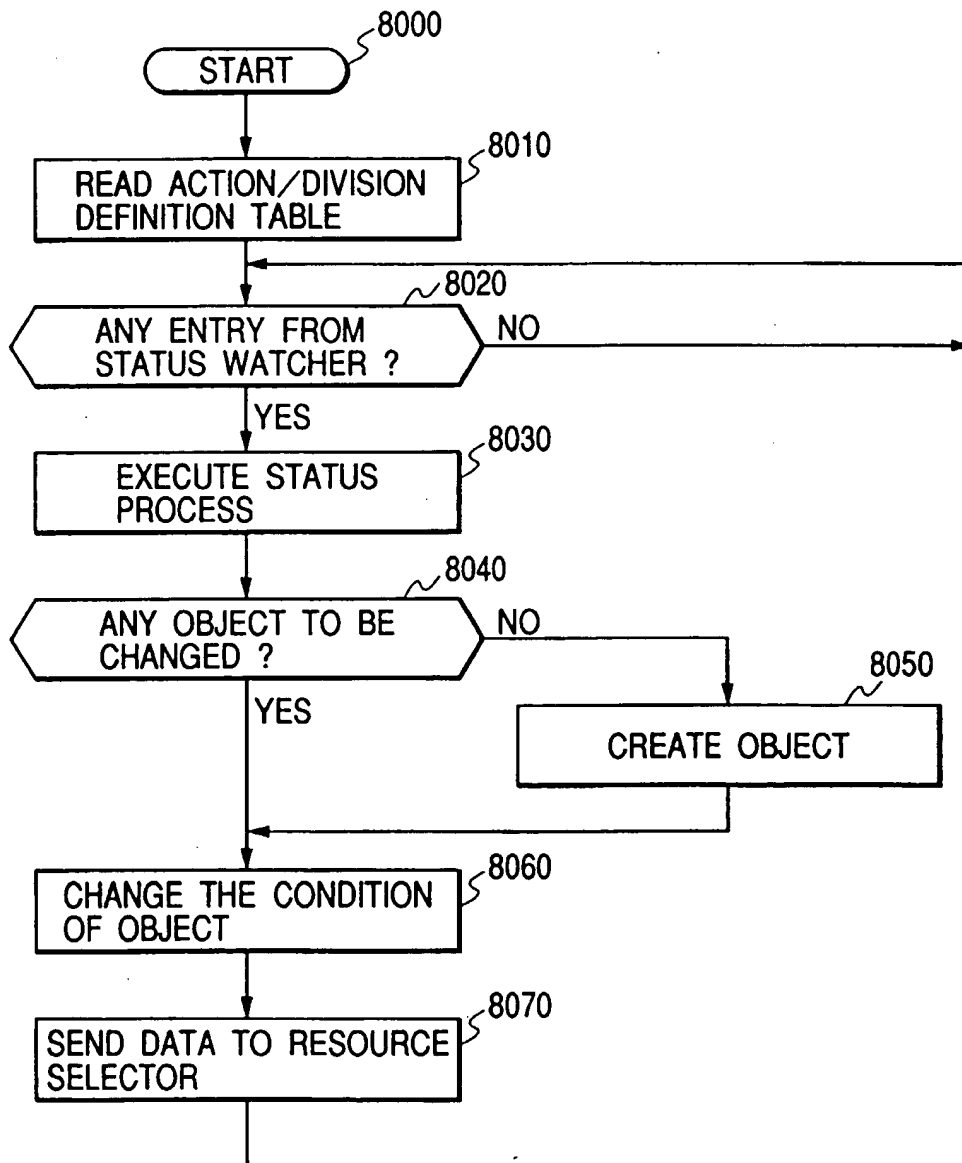 8000
START
8010
READ ACTION/DIVISION
DEFINITION TABLE
8020
ANY ENTRY FROM
STATUS WATCHER ?
NO
YES
8030
EXECUTE STATUS
PROCESS
8040
ANY OBJECT TO BE
CHANGED ?
NO
YES
8050
CREATE OBJECT
8060
CHANGE THE CONDITION
OF OBJECT
8070
SEND DATA TO RESOURCE
SELECTOR